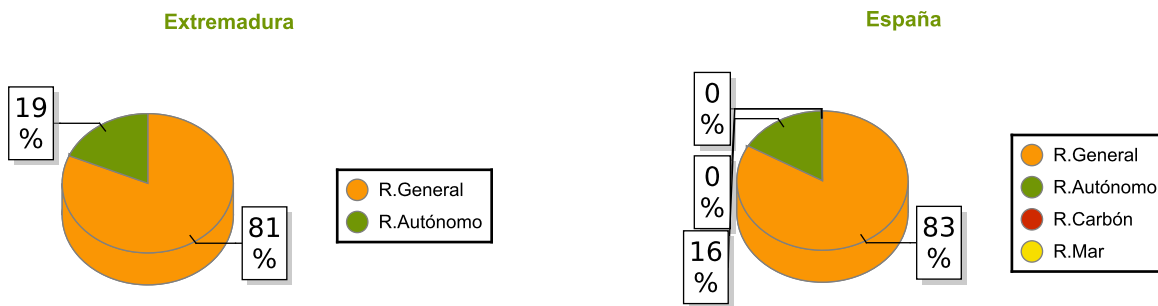 Extremadura
19
%
81
%
R.General
R.Autónomo
España
0
%
0
%
16
%
83
%
R.General
R.Autónomo
R.Carbón
R.Mar